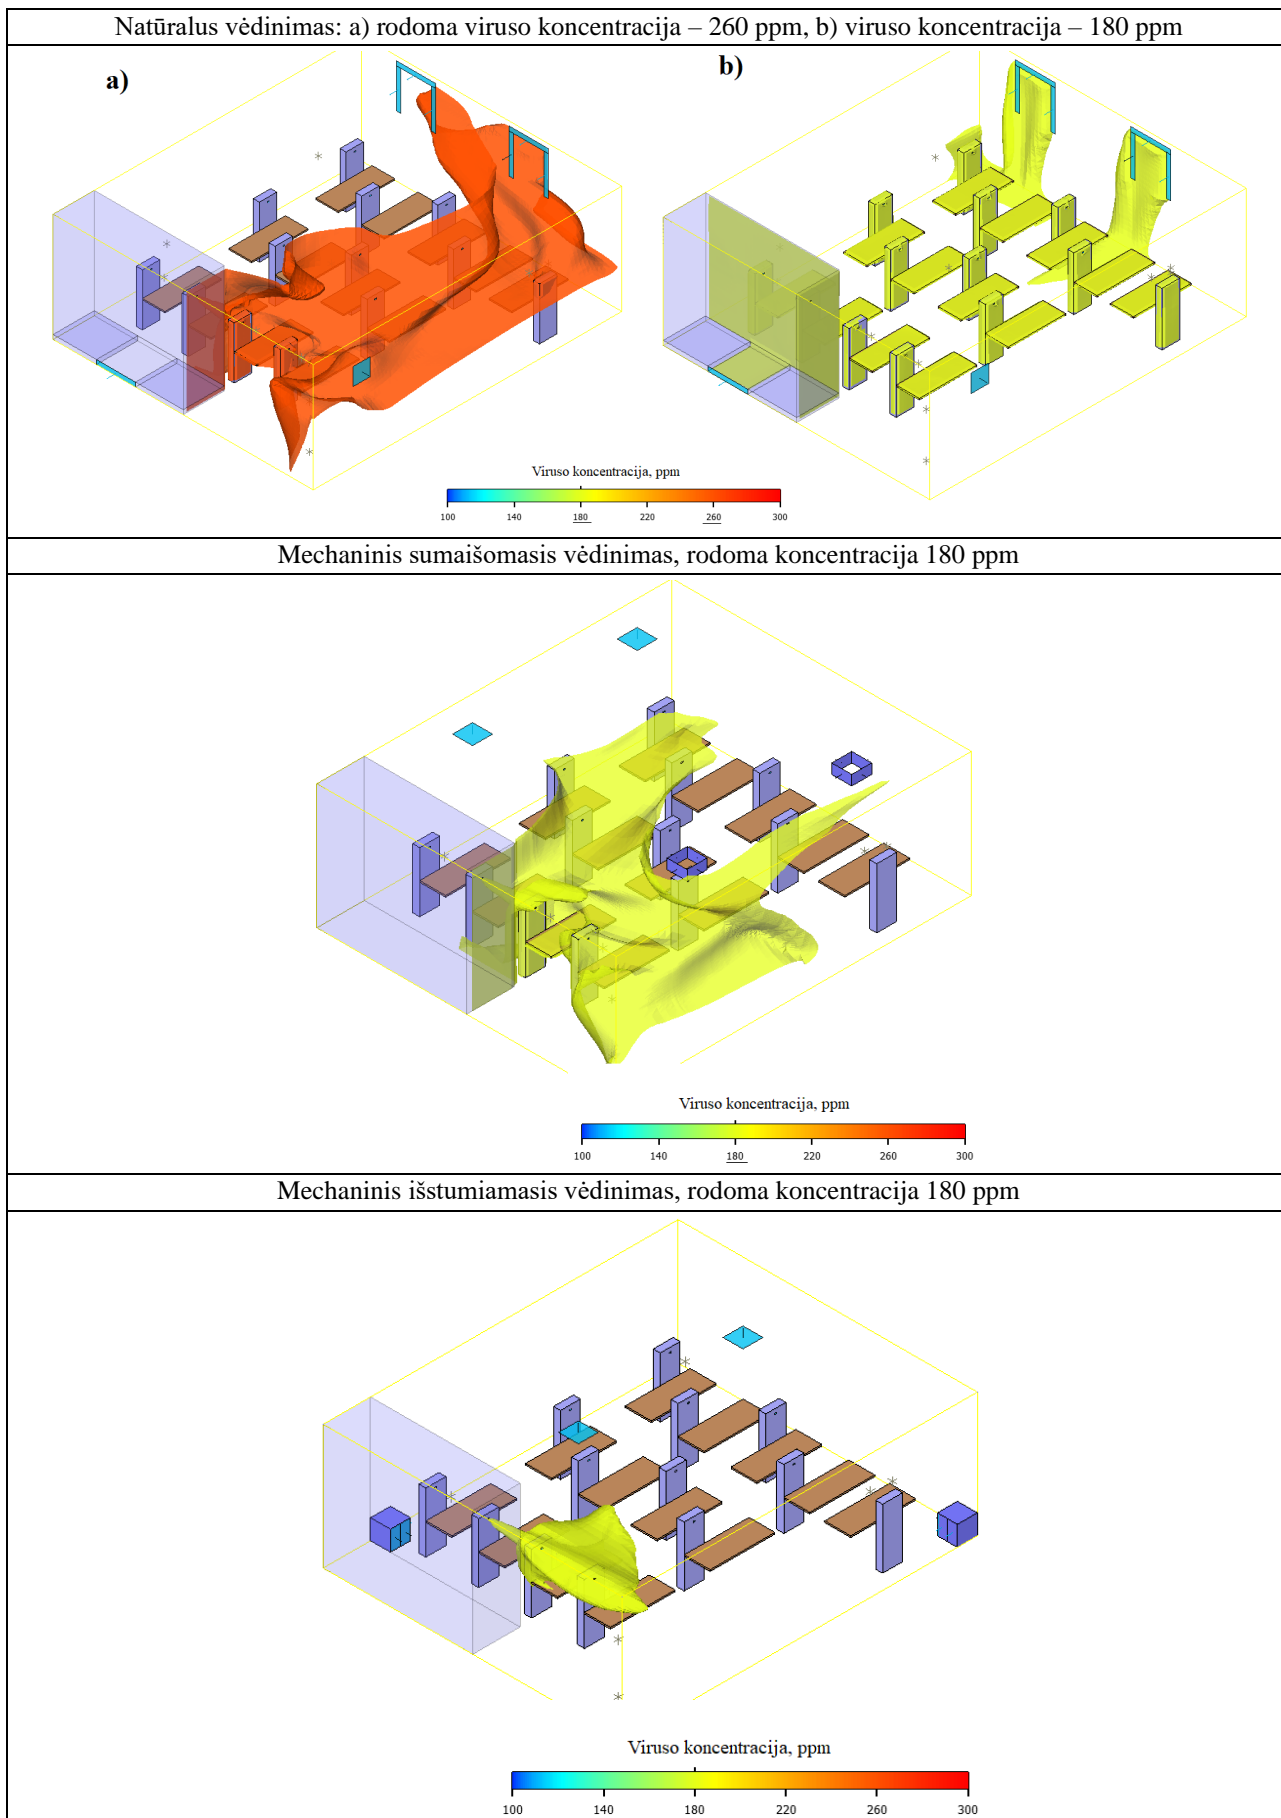 Natūralus vėdinimas: a) rodoma viruso koncentracija – 260 ppm, b) viruso koncentracija – 180 ppm
a)
b)
Viruso koncentracija, ppm
100 140 180 220 260 300
Mechaninis sumaišomasis vėdinimas, rodoma koncentracija 180 ppm
Viruso koncentracija, ppm
100 140 180 220 260 300
Mechaninis išstumiamasis vėdinimas, rodoma koncentracija 180 ppm
Viruso koncentracija, ppm
100 140 180 220 260 300